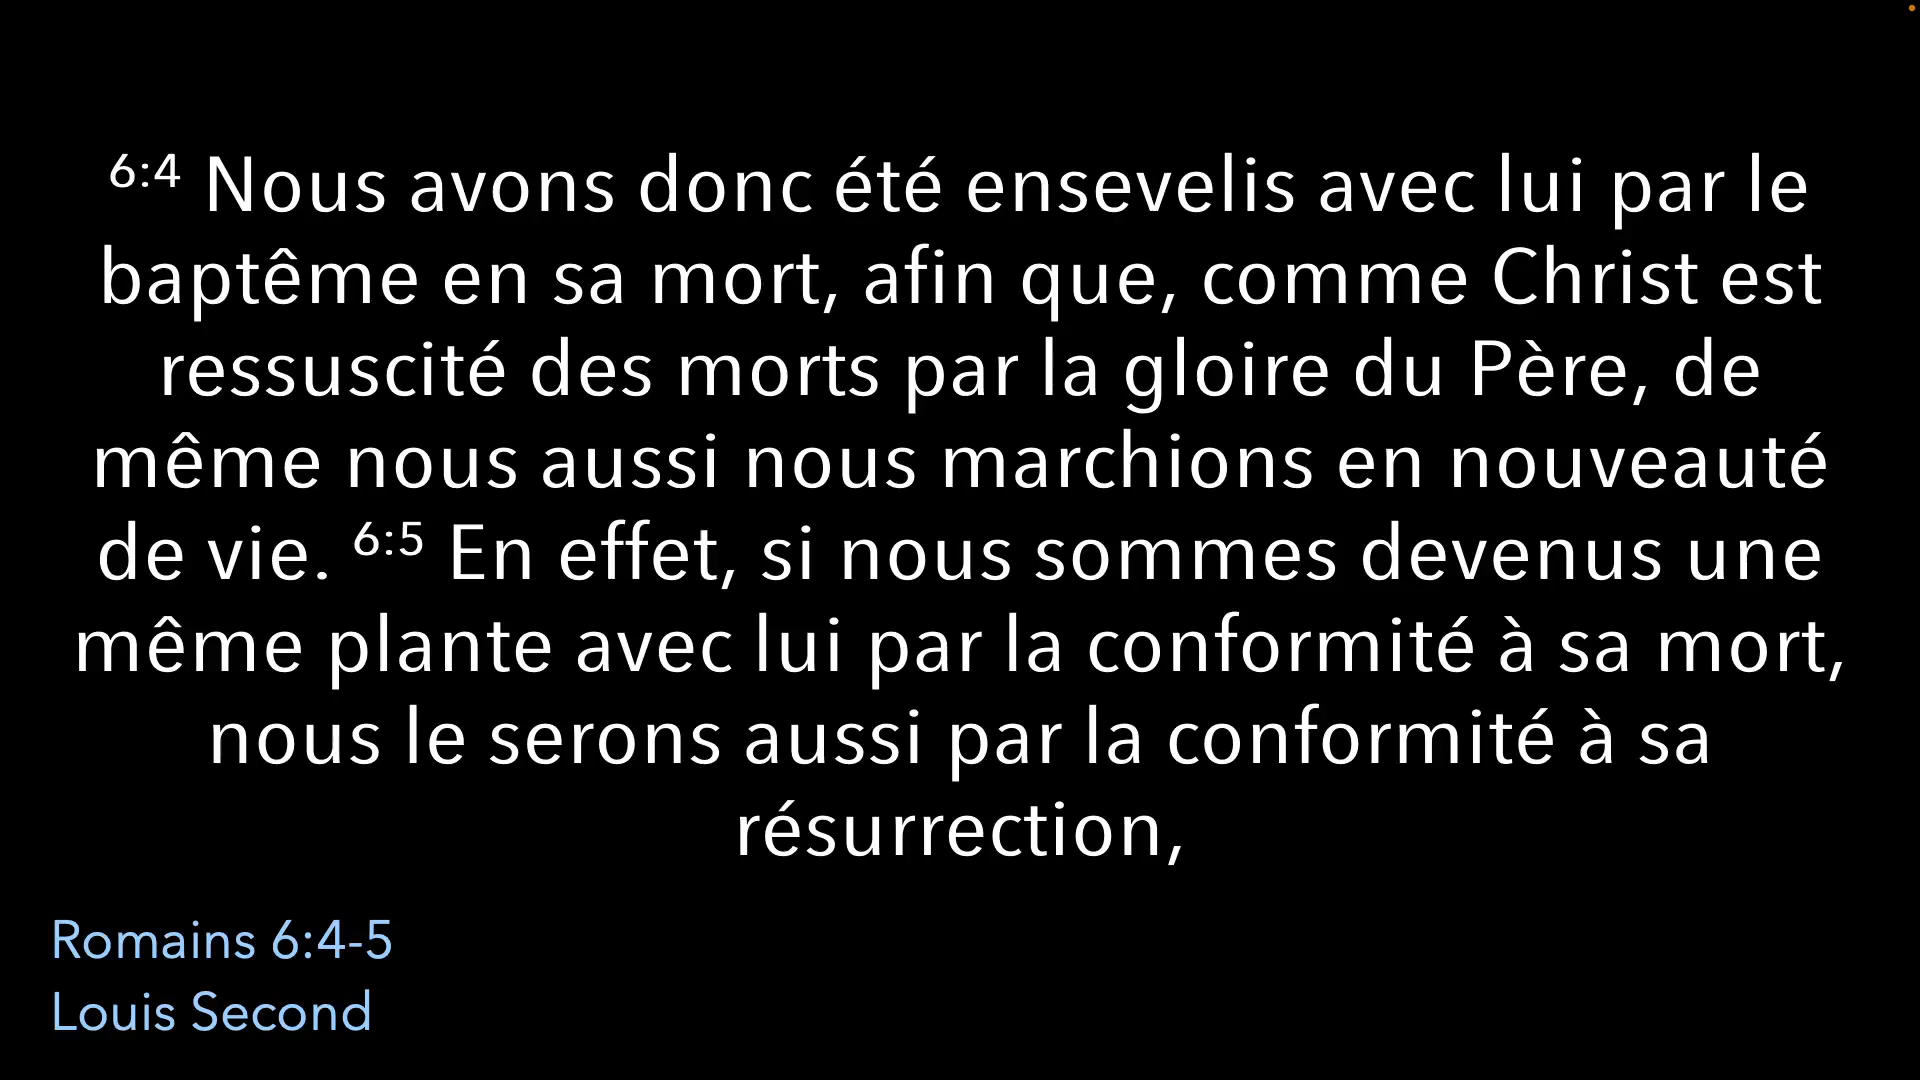 6:4 Nous avons donc été ensevelis avec lui par le
baptême en sa mort, afin que, comme Christ est
ressuscité des morts par la gloire du Père, de
même nous aussi nous marchions en nouveauté
de vie. 6:5 En effet, si nous sommes devenus une
même plante avec lui par la conformité à sa mort,
nous le serons aussi par la conformité à sa
résurrection,
Romains 6:4-5
Louis Second